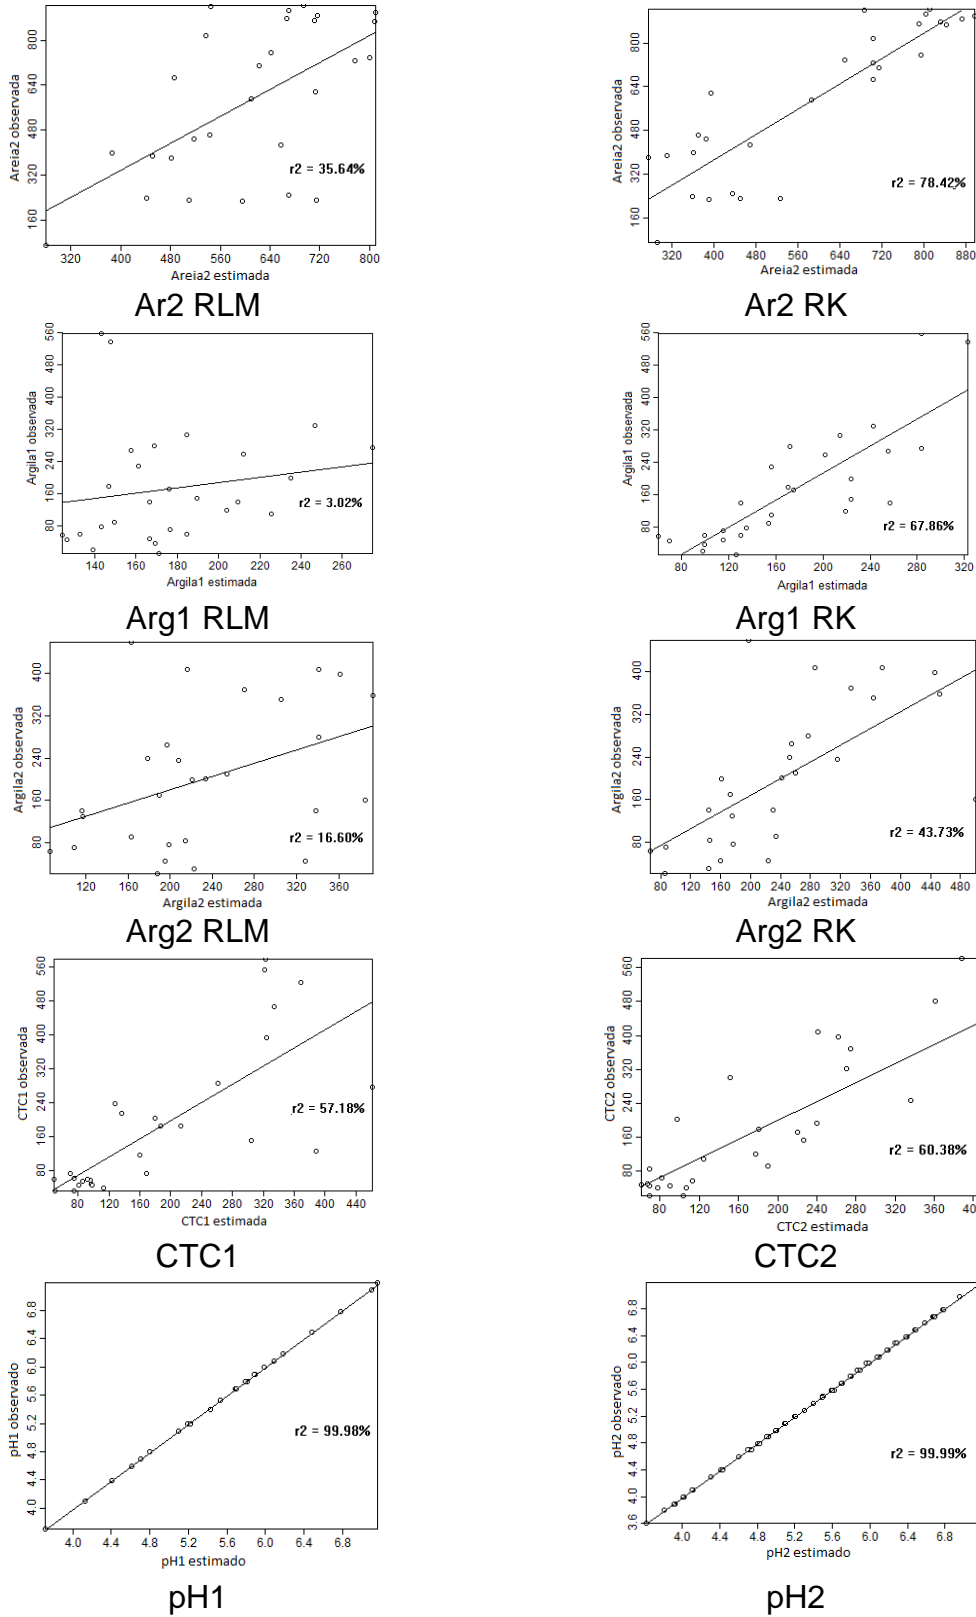 800
640
480
320
160
Areia2 observada
r2 = 35.64%
320 400 480 560 640 720 800
Areia2 estimada
Ar2 RLM
800
640
480
320
160
Areia2 observada
r2 = 78.42%
320 400 480 560 640 720 800 880
Areia2 estimada
Ar2 RK
560
480
400
320
240
160
80
Argila1 observada
r2 = 3.02%
140 160 180 200 220 240 260
Argila1 estimada
Arg1 RLM
560
480
400
320
240
160
80
Argila1 observada
r2 = 67.86%
80 120 160 200 240 280 320
Argila1 estimada
Arg1 RK
400
320
240
160
80
Argila2 observada
r2 = 16.60%
120 160 200 240 280 320 360
Argila2 estimada
Arg2 RLM
400
320
240
160
80
Argila2 observada
r2 = 43.73%
80 120 160 200 240 280 320 360 400 440 480
Argila2 estimada
Arg2 RK
560
480
400
320
240
160
80
CTC1 observada
r2 = 57.18%
80 120 160 200 240 280 320 360 400 440
CTC1 estimada
CTC1
560
480
400
320
240
160
80
CTC2 observada
r2 = 60.38%
80 120 160 200 240 280 320 360 40
CTC2 estimada
CTC2
6.8
6.4
6.0
5.6
5.2
4.8
4.4
4.0
pH1 observado
r2 = 99.98%
4.0 4.4 4.8 5.2 5.6 6.0 6.4 6.8
pH1 estimado
pH1
6.8
6.4
6.0
5.6
5.2
4.8
4.4
4.0
3.6
pH2 observado
r2 = 99.99%
4.0 4.4 4.8 5.2 5.6 6.0 6.4 6.8
pH2 estimado
pH2